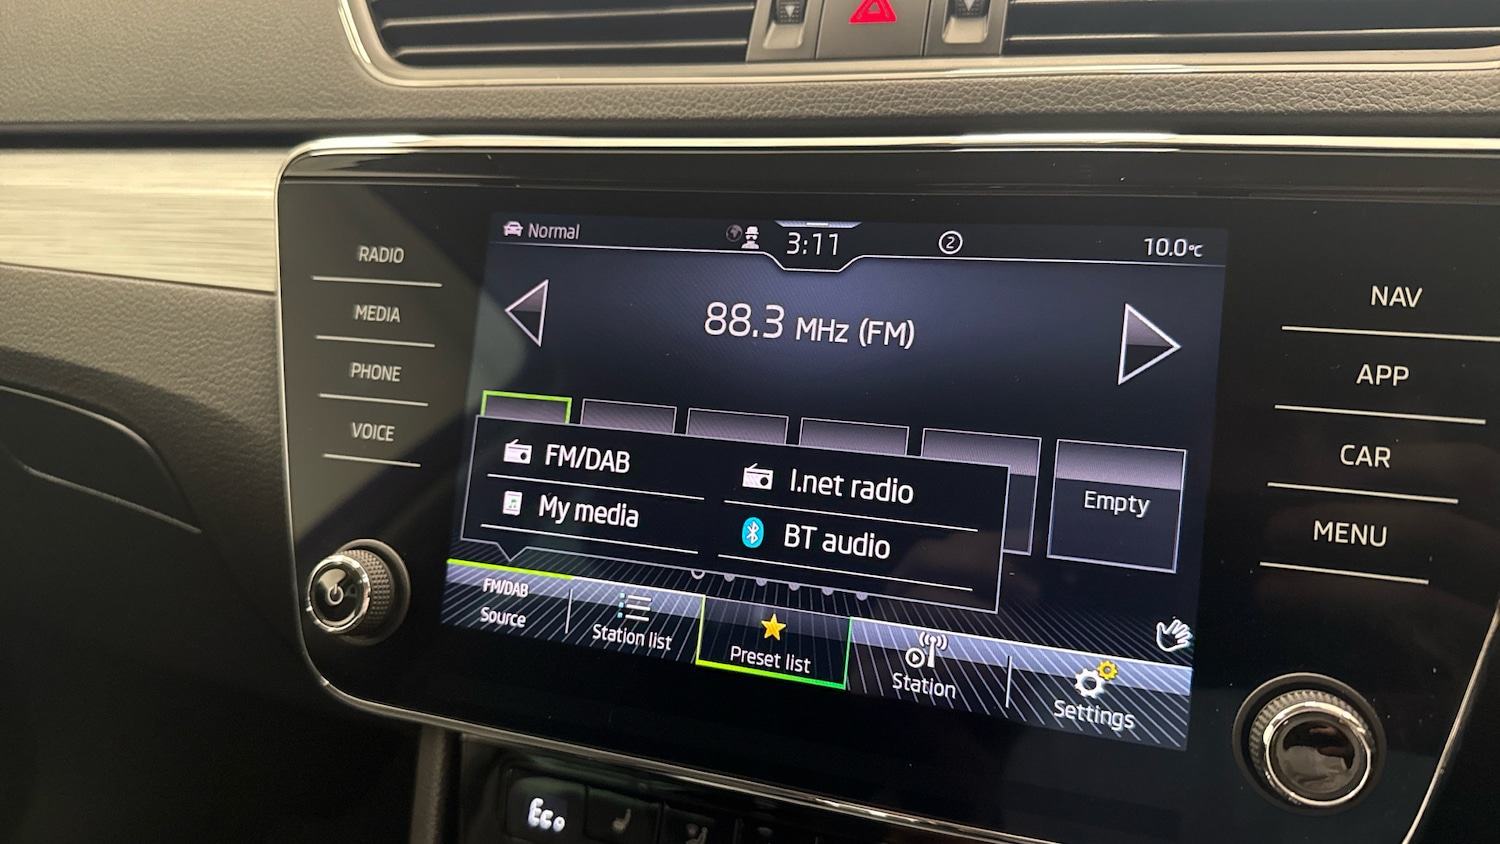 Normal
3:11
2
10.0°C
RADIO
MEDIA
PHONE
VOICE
88.3 MHz (FM)
FM/DAB
I.net radio
My media
BT audio
Empty
FM/DAB
Source
Station list
Preset list
Station
Settings
NAV
APP
CAR
MENU
Eco